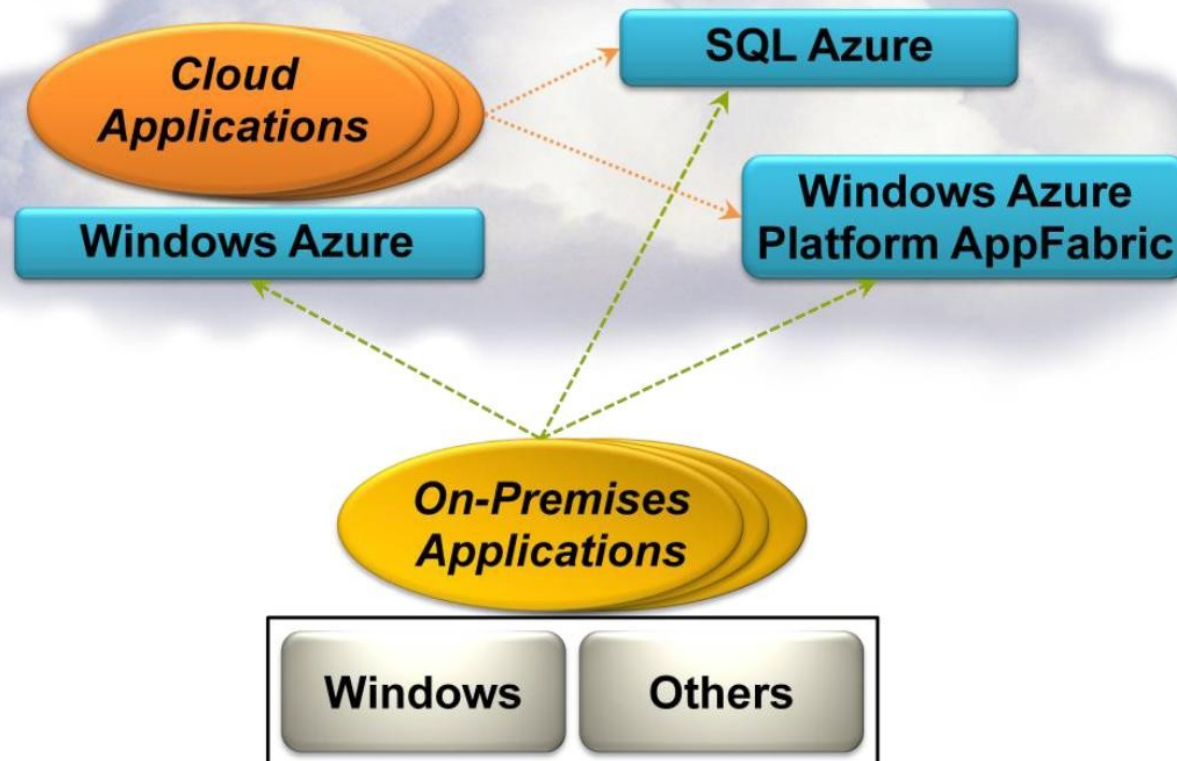 Cloud
Applications
SQL Azure
Windows Azure
Platform AppFabric
Windows Azure
On-Premises
Applications
Windows
Others